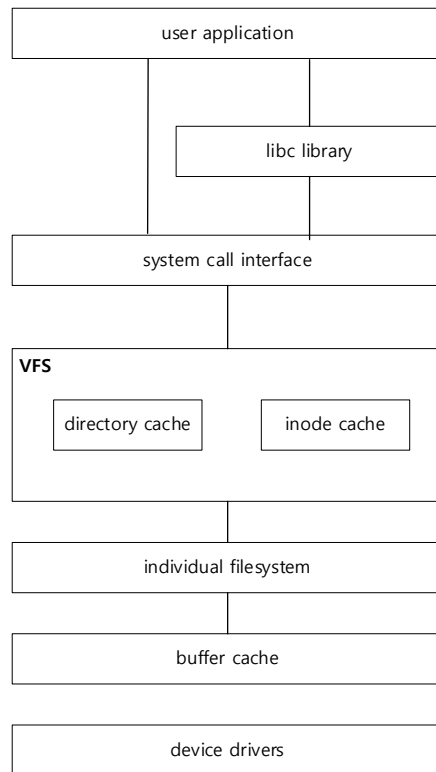 user application
libc library
system call interface
VFS
directory cache
inode cache
individual filesystem
buffer cache
device drivers